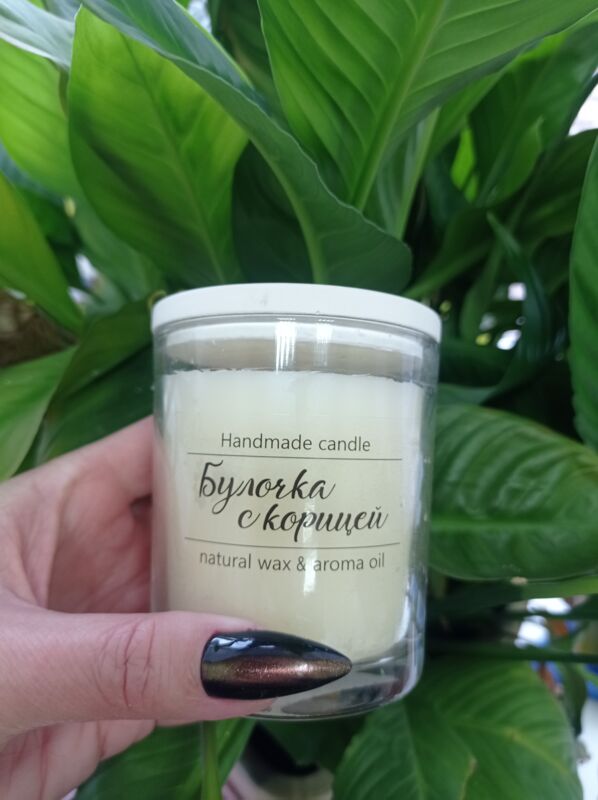 Handmade candle
Булочка
с корицей
natural wax & aroma oil